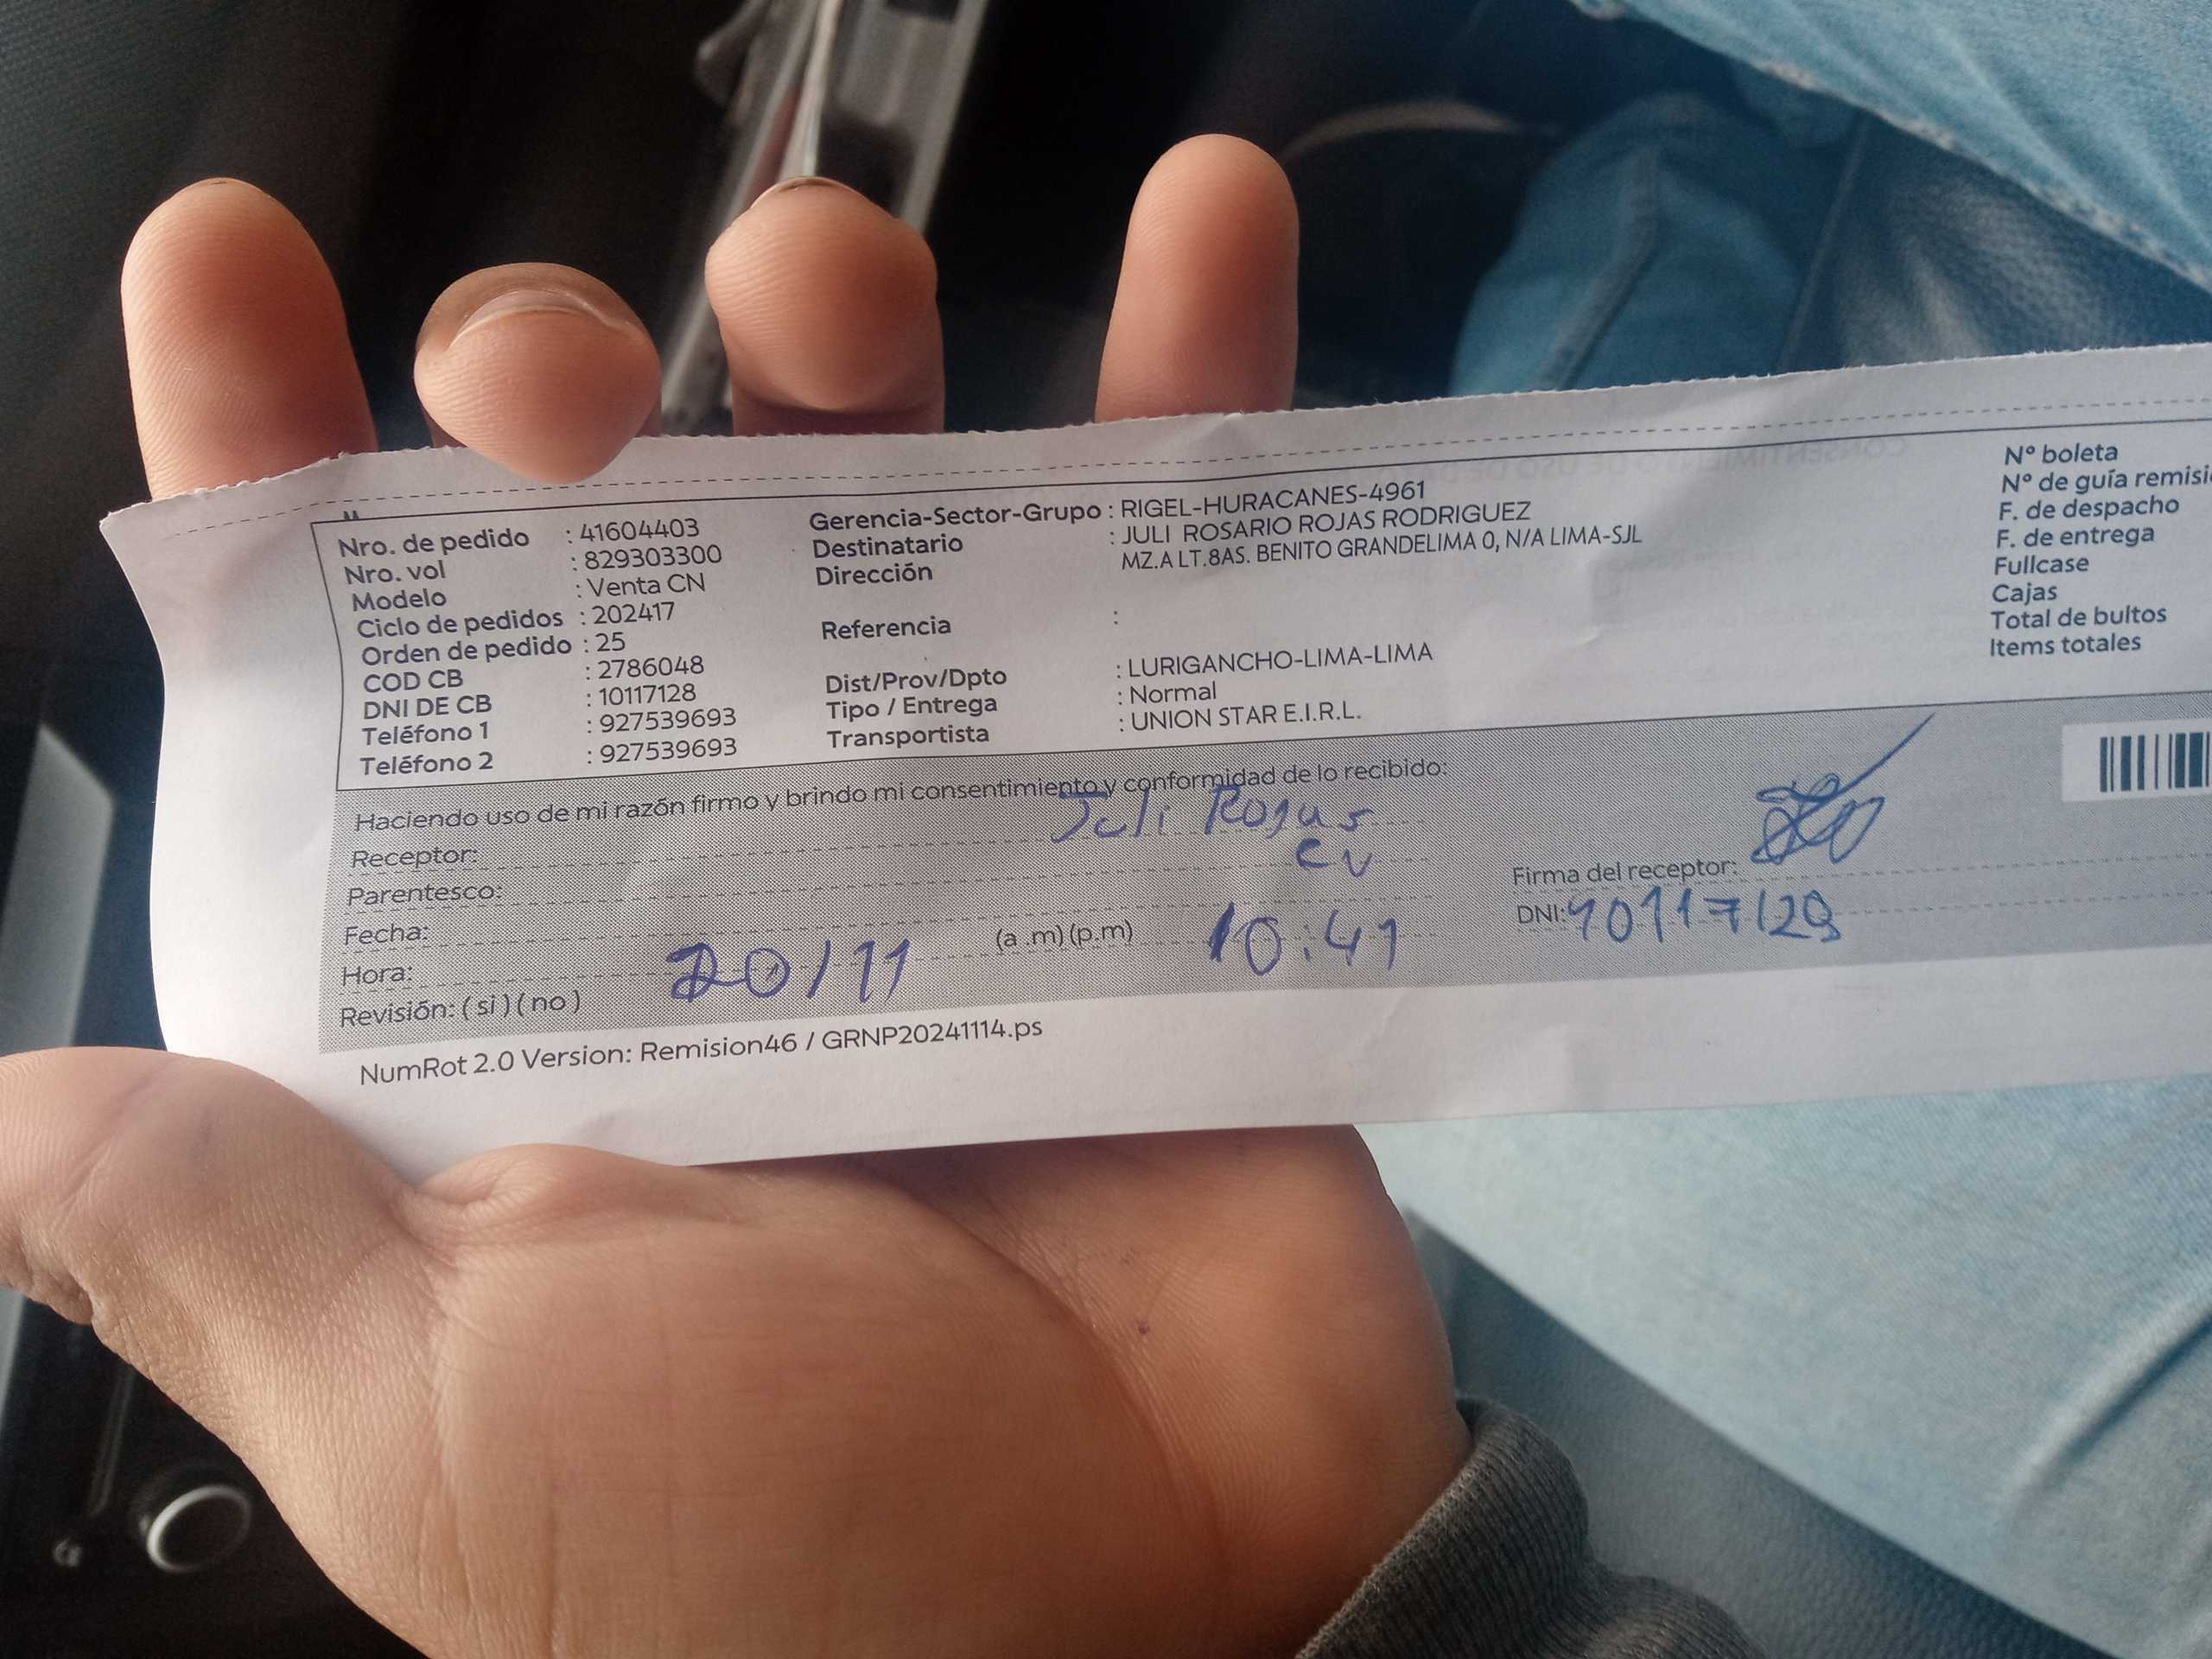 Nro. de pedido : 41604403
Nro. vol : 829303300
Modelo : Venta CN
Ciclo de pedidos : 202417
Orden de pedido : 25
COD CB : 2786048
DNI DE CB : 10117128
Teléfono 1 : 927539693
Teléfono 2 : 927539693
Gerencia-Sector-Grupo : RIGEL-HURACANES-4961
Destinatario : JULI ROSARIO ROJAS RODRIGUEZ
Dirección MZ.A LT.8AS. BENITO GRANDELIMA 0, N/A LIMA-SJL
Referencia :
Dist/Prov/Dpto : LURIGANCHO-LIMA-LIMA
Tipo / Entrega : Normal
Transportista : UNION STAR E.I.R.L.
Nº boleta
Nº de guía remisi
F. de despacho
F. de entrega
Fullcase
Cajas
Total de bultos
Items totales
Haciendo uso de mi razón firmo y brindo mi consentimiento y conformidad de lo recibido:
Receptor: Juli Rojas
Parentesco:
Fecha: 20/11
Hora: (a .m) (p.m) 10:41
Revisión: ( si ) ( no )
Firma del receptor:
DNI:
NumRot 2.0 Version: Remision46 / GRNP20241114.ps